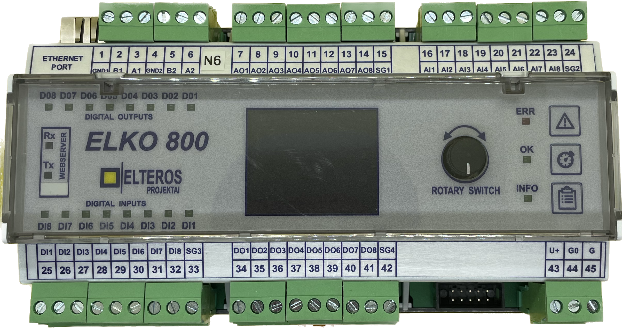 ETHERNET PORT
1 2 3 4 5 6
GND1 B1 A1 GND2 B2 A2
N6
7 8 9 10 11 12 13 14 15
AO1 AO2 AO3 AO4 AO5 AO6 AO7 AO8 SG1
16 17 18 19 20 21 22 23 24
AI1 AI2 AI3 AI4 AI5 AI6 AI7 AI8 SG2
DO8 DO7 DO6 DO5 DO4 DO3 DO2 DO1
DIGITAL OUTPUTS
Rx
Tx
WEBSERVER
ELKO 800
ELTEROS
PROJEKTAI
DIGITAL INPUTS
DI8 DI7 DI6 DI5 DI4 DI3 DI2 DI1
ROTARY SWITCH
ERR
OK
INFO
DI1 DI2 DI3 DI4 DI5 DI6 DI7 DI8 SG3
25 26 27 28 29 30 31 32 33
DO1 DO2 DO3 DO4 DO5 DO6 DO7 DO8 SG4
34 35 36 37 38 39 40 41 42
U+ G0 G
43 44 45